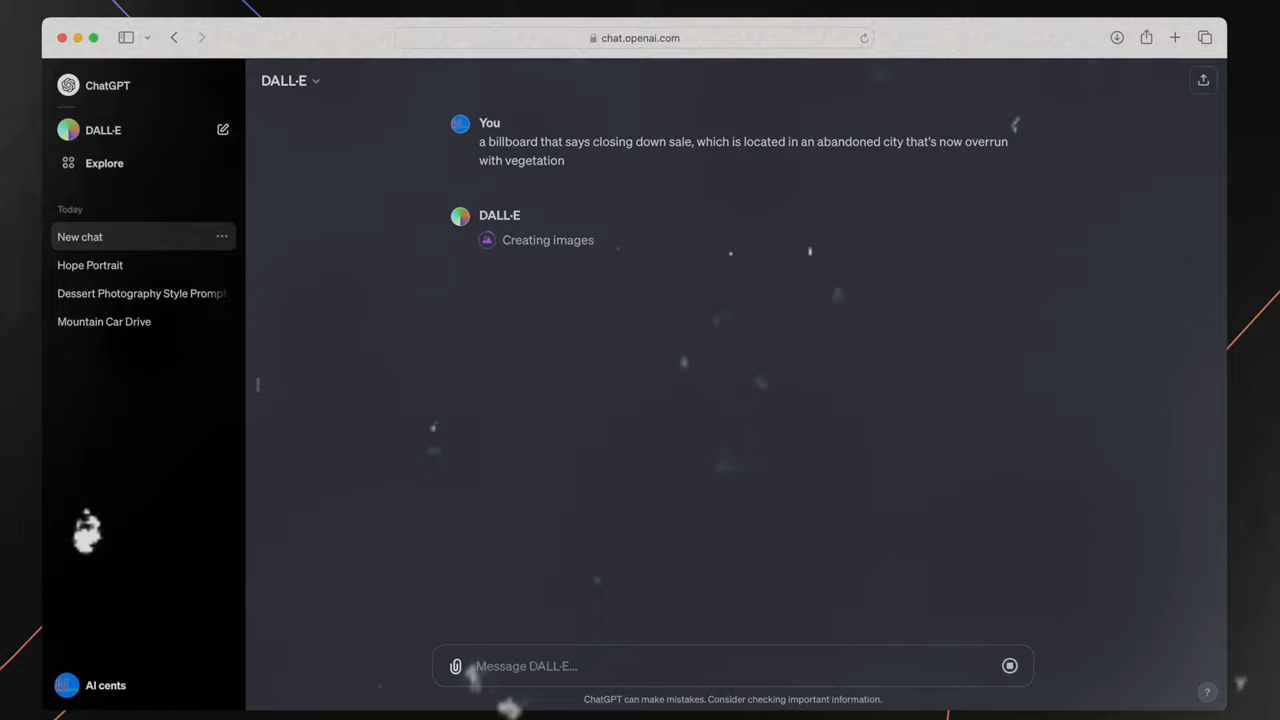 chat.openai.com
ChatGPT
DALL·E
Explore
Today
New chat
Hope Portrait
Dessert Photography Style Prompt
Mountain Car Drive
AI cents
DALL·E
You
a billboard that says closing down sale, which is located in an abandoned city that's now overrun
with vegetation
DALL·E
Creating images
Message DALL·E...
ChatGPT can make mistakes. Consider checking important information.
?